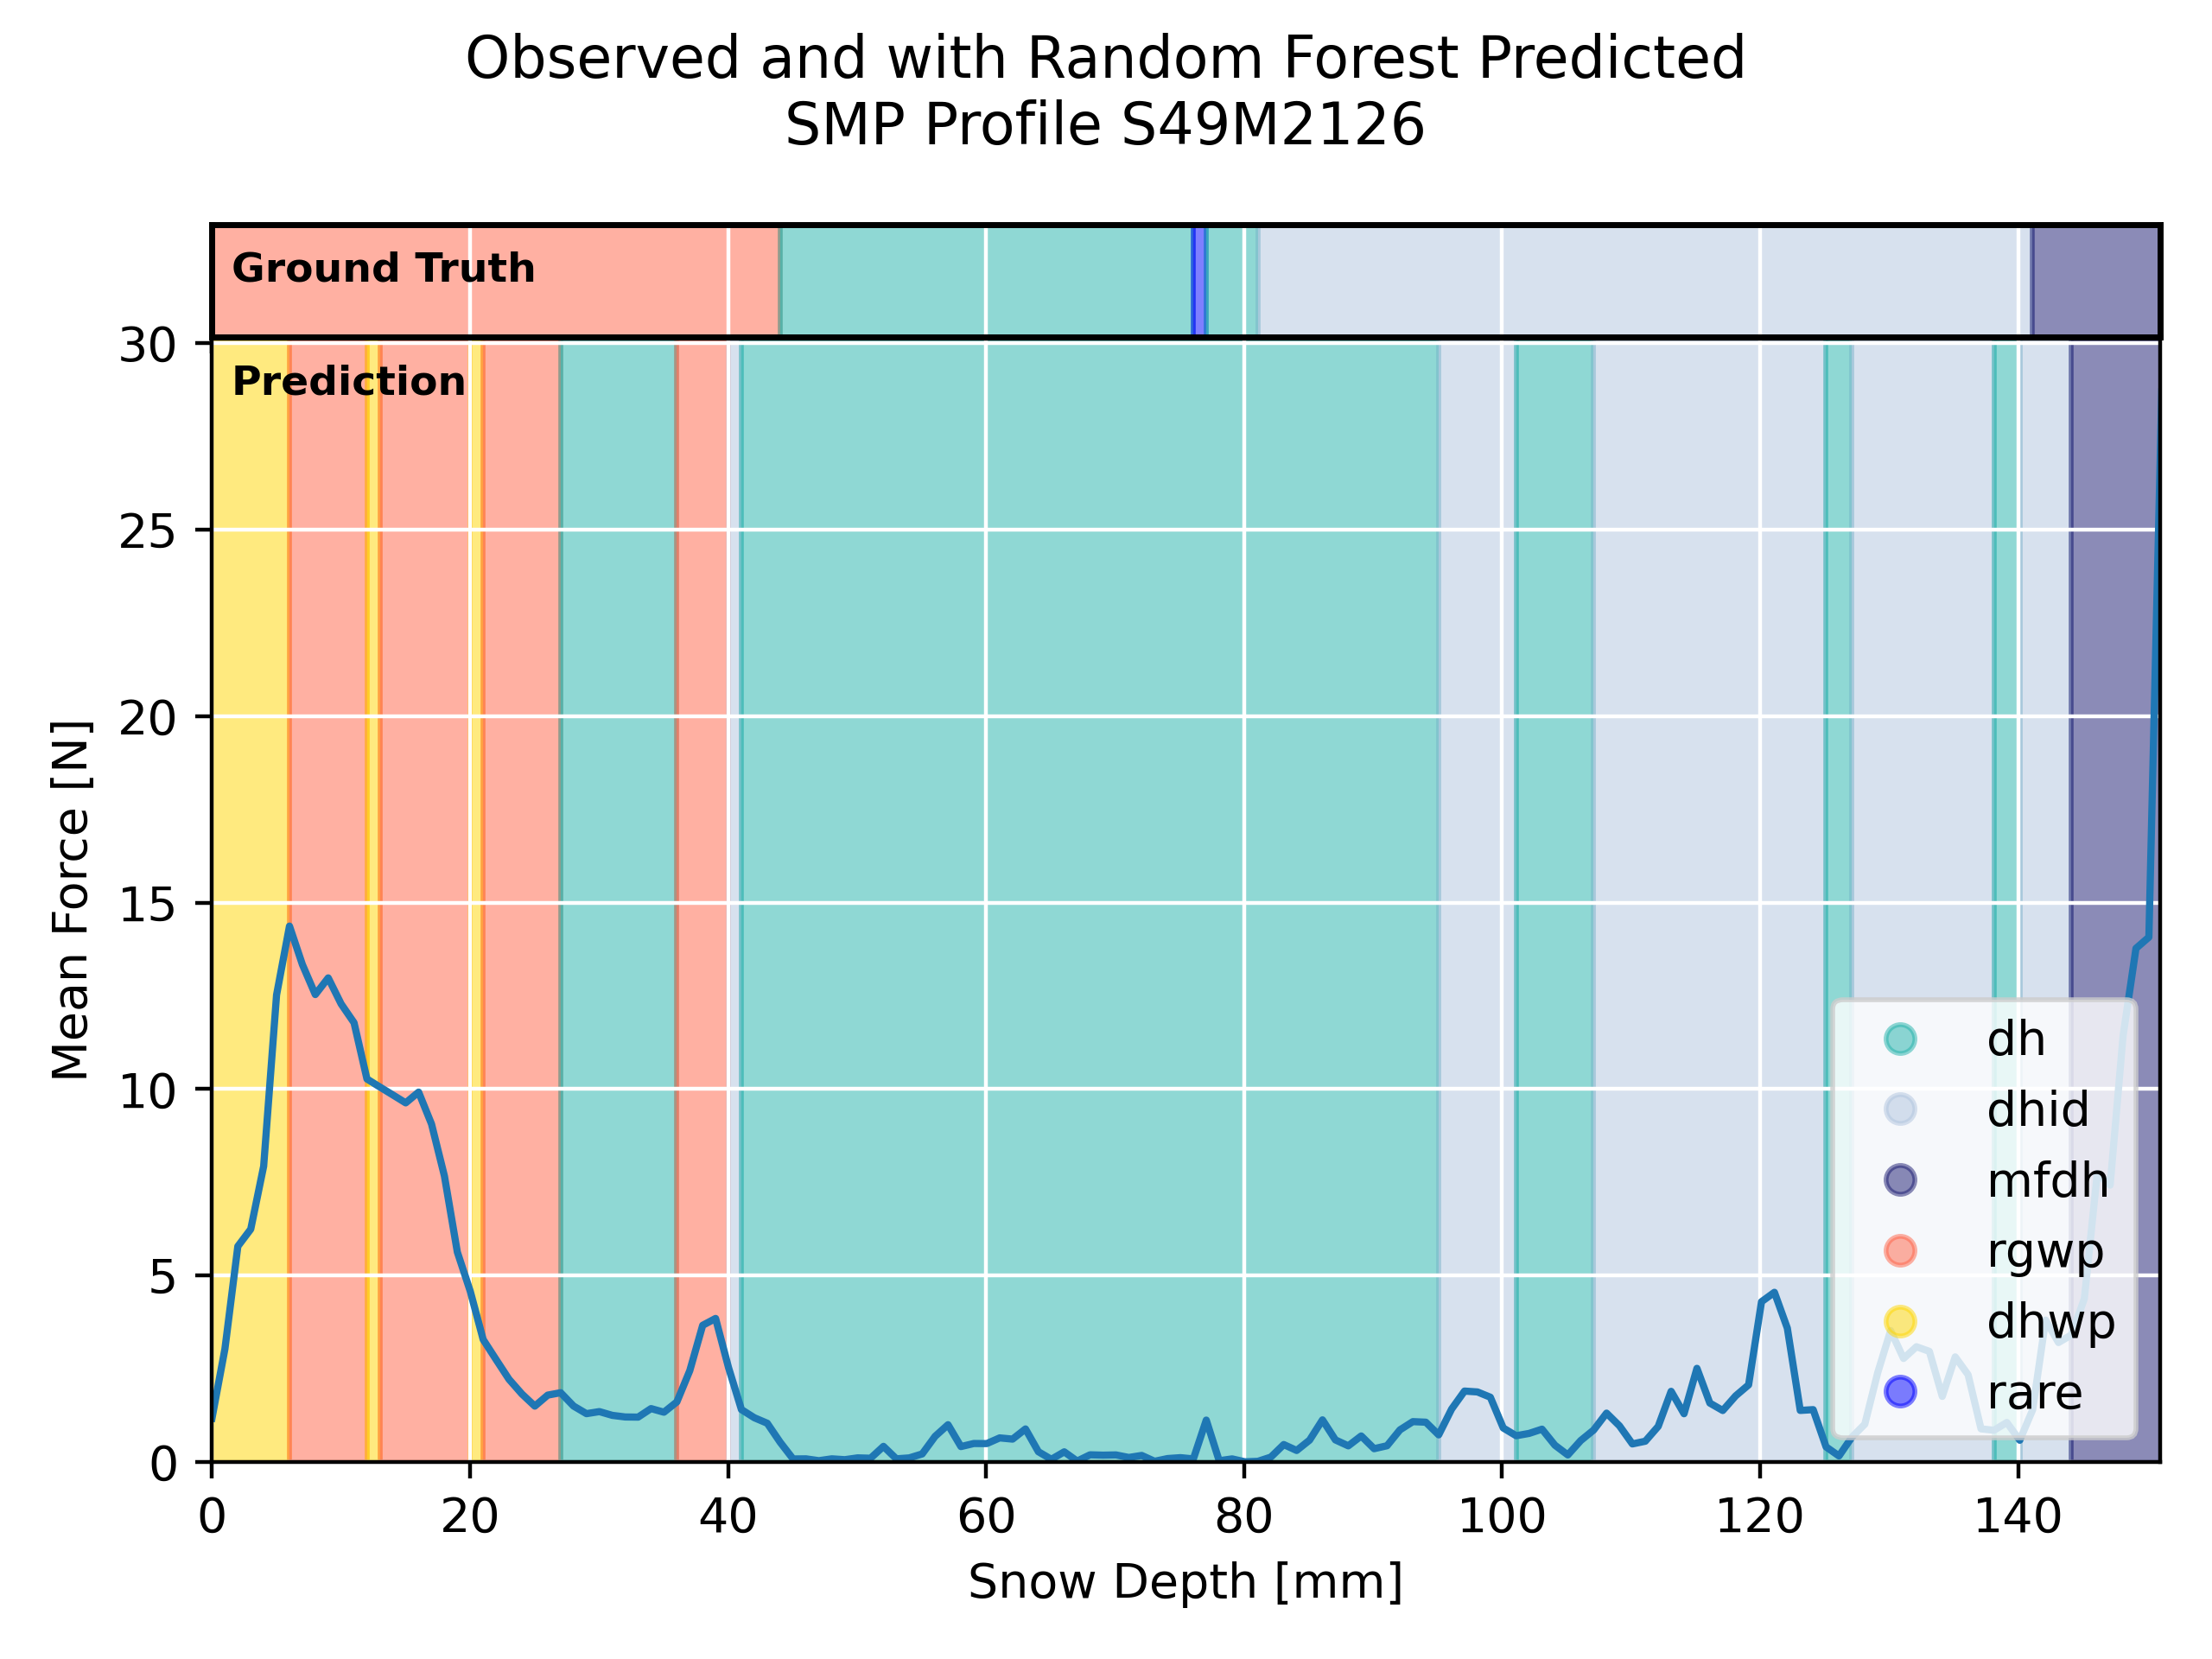 Observed and with Random Forest Predicted
SMP Profile S49M2126
Ground Truth
Prediction
30
25
20
15
10
5
0
Mean Force [N]
dh
dhid
mfdh
rgwp
dhwp
rare
0 20 40 60 80 100 120 140
Snow Depth [mm]